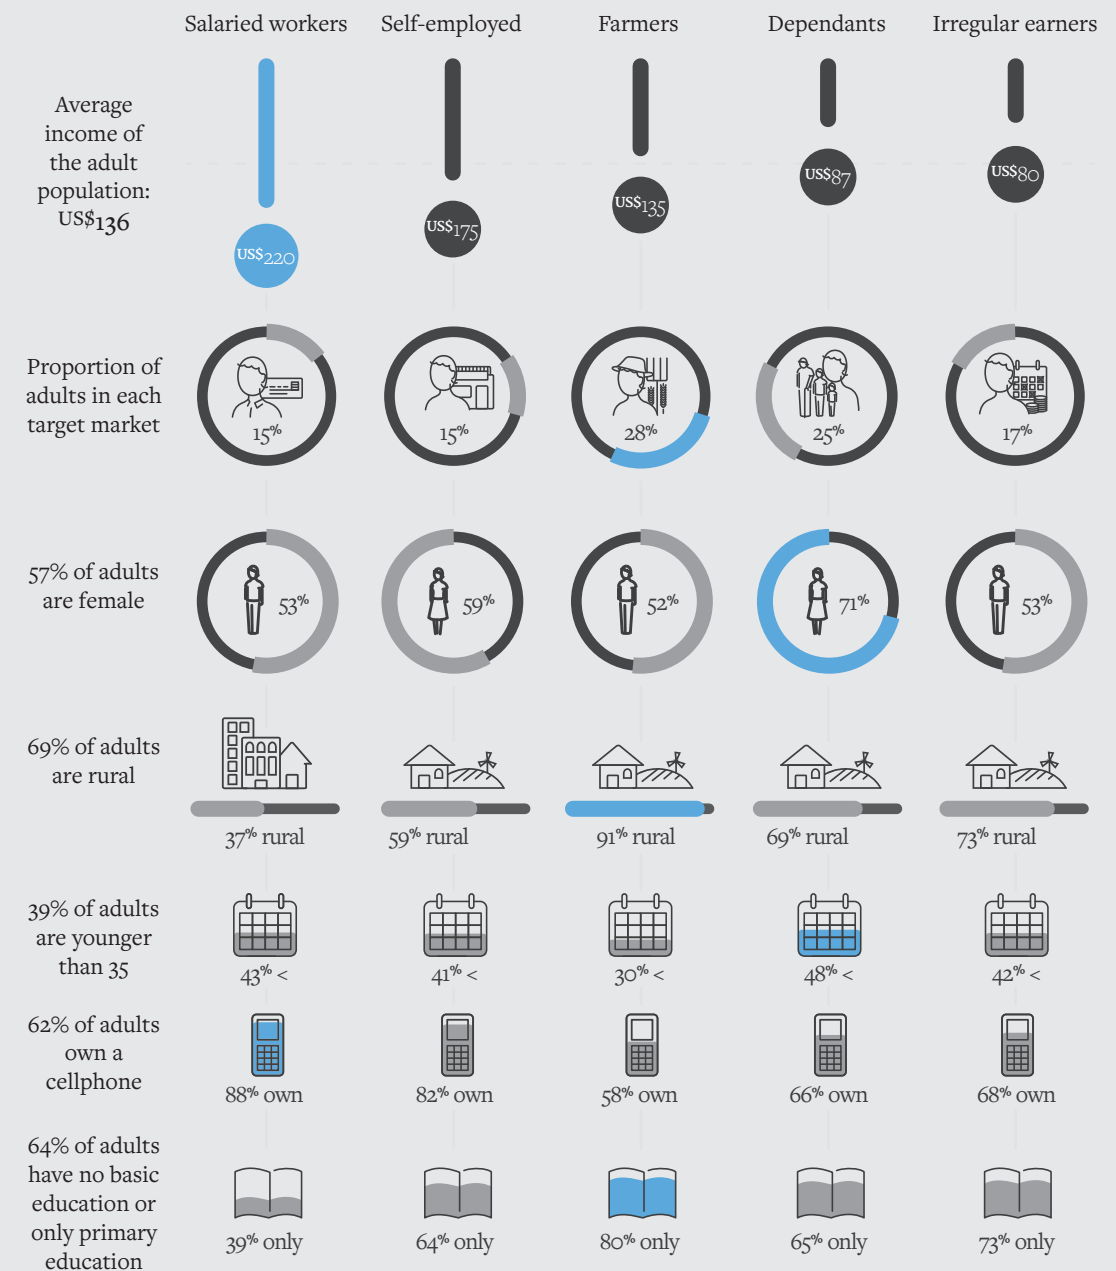 Salaried workers
Self-employed
Farmers
Dependants
Irregular earners
Average
income of
the adult
population:
US$136
US$220
US$175
US$135
US$87
US$80
Proportion of
adults in each
target market
15%
15%
28%
25%
17%
57% of adults
are female
53%
59%
52%
71%
53%
69% of adults
are rural
37% rural
59% rural
91% rural
69% rural
73% rural
39% of adults
are younger
than 35
43% <
41% <
30% <
48% <
42% <
62% of adults
own a
cellphone
88% own
82% own
58% own
66% own
68% own
64% of adults
have no basic
education or
only primary
education
39% only
64% only
80% only
65% only
73% only